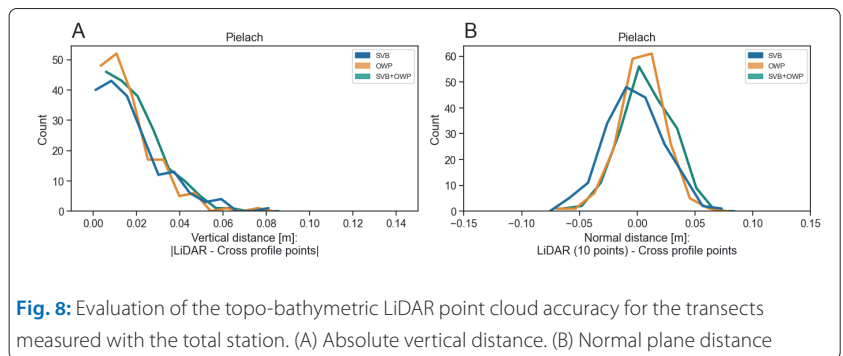 A
Pielach
SVB
OWP
SVB+OWP
Count
50
40
30
20
10
0
0.00 0.02 0.04 0.06 0.08 0.10 0.12 0.14
Vertical distance [m]:
|LiDAR - Cross profile points|
B
Pielach
SVB
OWP
SVB+OWP
Count
60
50
40
30
20
10
0
−0.15 −0.10 −0.05 0.00 0.05 0.10 0.15
Normal distance [m]:
LiDAR (10 points) - Cross profile points
Fig. 8: Evaluation of the topo-bathymetric LiDAR point cloud accuracy for the transects
measured with the total station. (A) Absolute vertical distance. (B) Normal plane distance